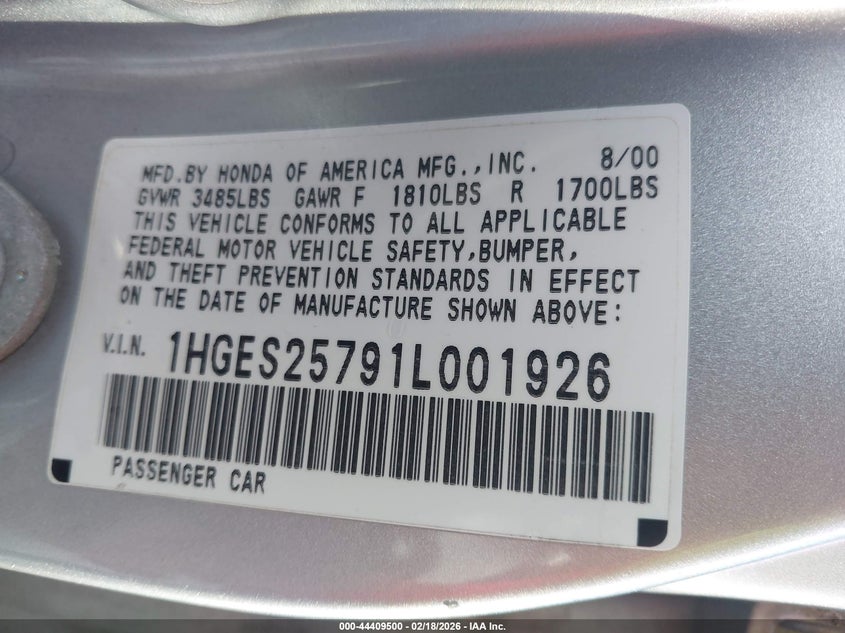 MFD.BY HONDA OF AMERICA MFG.,INC. 8/00
GVWR 3485LBS GAWR F 1810LBS R 1700LBS
THIS VEHICLE CONFORMS TO ALL APPLICABLE
FEDERAL MOTOR VEHICLE SAFETY,BUMPER,
AND THEFT PREVENTION STANDARDS IN EFFECT
ON THE DATE OF MANUFACTURE SHOWN ABOVE:
V.I.N. 1HGES25791L001926
PASSENGER CAR
000-44409500 - 02/18/2026 - IAA Inc.